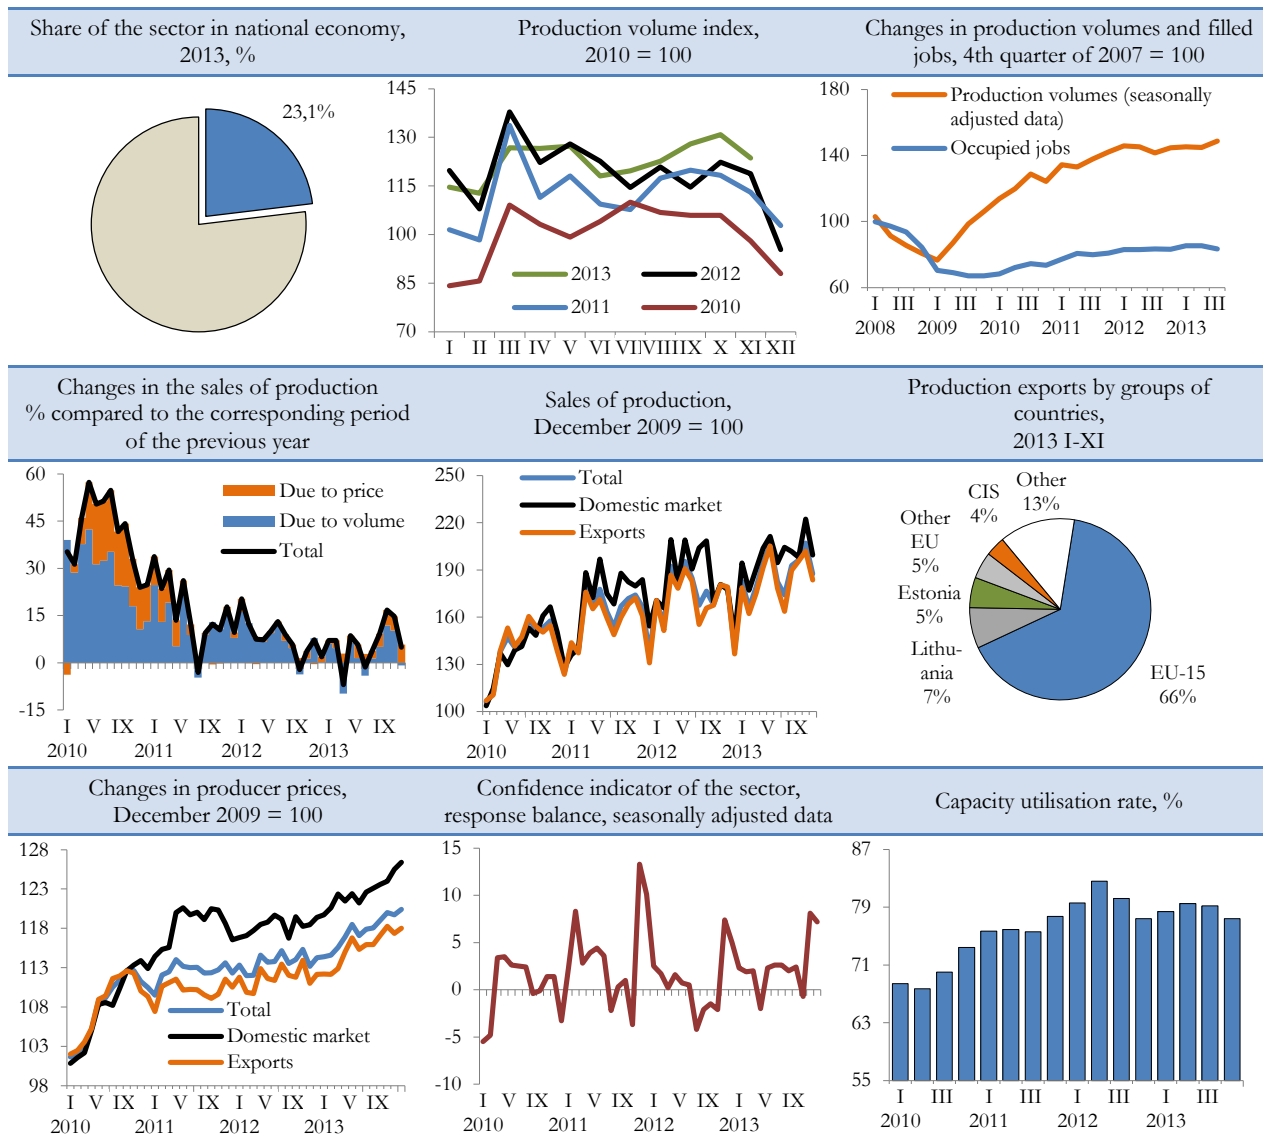 Share of the sector in national economy,
2013, %
Production volume index,
2010 = 100
Changes in production volumes and filled
jobs, 4th quarter of 2007 = 100
23,1%
145
130
115
100
85
70
2013
2012
2011
2010
I II III IV V VI VII VIII IX X XI XII
180
140
100
60
Production volumes (seasonally
adjusted data)
Occupied jobs
I III I III I III I III I III I III
2008 2009 2010 2011 2012 2013
Changes in the sales of production
% compared to the corresponding period
of the previous year
Sales of production,
December 2009 = 100
Production exports by groups of
countries,
2013 I-XI
60
45
30
15
0
-15
Due to price
Due to volume
Total
I V IX I V IX I V IX I V IX
2010 2011 2012 2013
250
220
190
160
130
100
Total
Domestic market
Exports
I V IX I V IX I V IX I V IX
2010 2011 2012 2013
Other
13%
CIS
4%
Other
EU
5%
Estonia
5%
Lithu-
ania
7%
EU-15
66%
Changes in producer prices,
December 2009 = 100
Confidence indicator of the sector,
response balance, seasonally adjusted data
Capacity utilisation rate, %
128
123
118
113
108
103
98
Total
Domestic market
Exports
I V IX I V IX I V IX I V IX
2010 2011 2012 2013
15
10
5
0
-5
-10
I V IX I V IX I V IX I V IX
2010 2011 2012 2013
87
79
71
63
55
I III I III I III I III
2010 2011 2012 2013